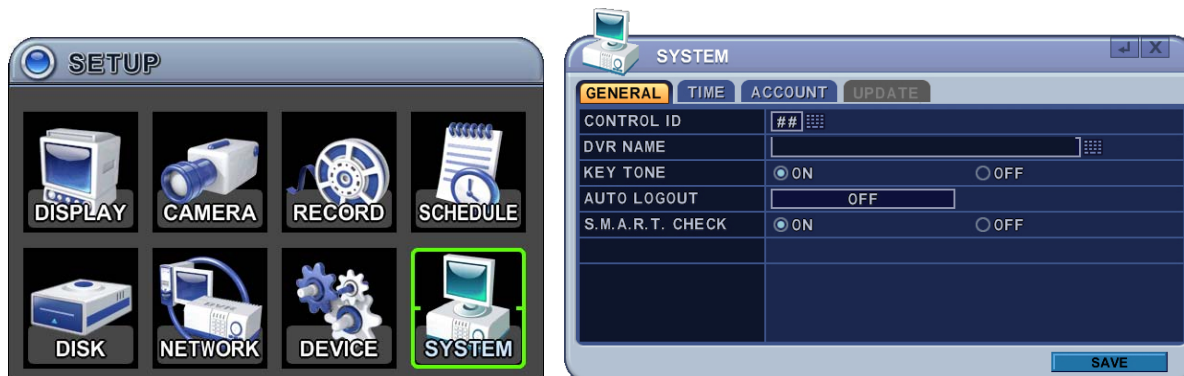 SETUP
DISPLAY CAMERA RECORD SCHEDULE
DISK NETWORK DEVICE SYSTEM
SYSTEM X
GENERAL TIME ACCOUNT UPDATE
CONTROL ID ##
DVR NAME
KEY TONE ON OFF
AUTO LOGOUT OFF
S.M.A.R.T. CHECK ON OFF
SAVE